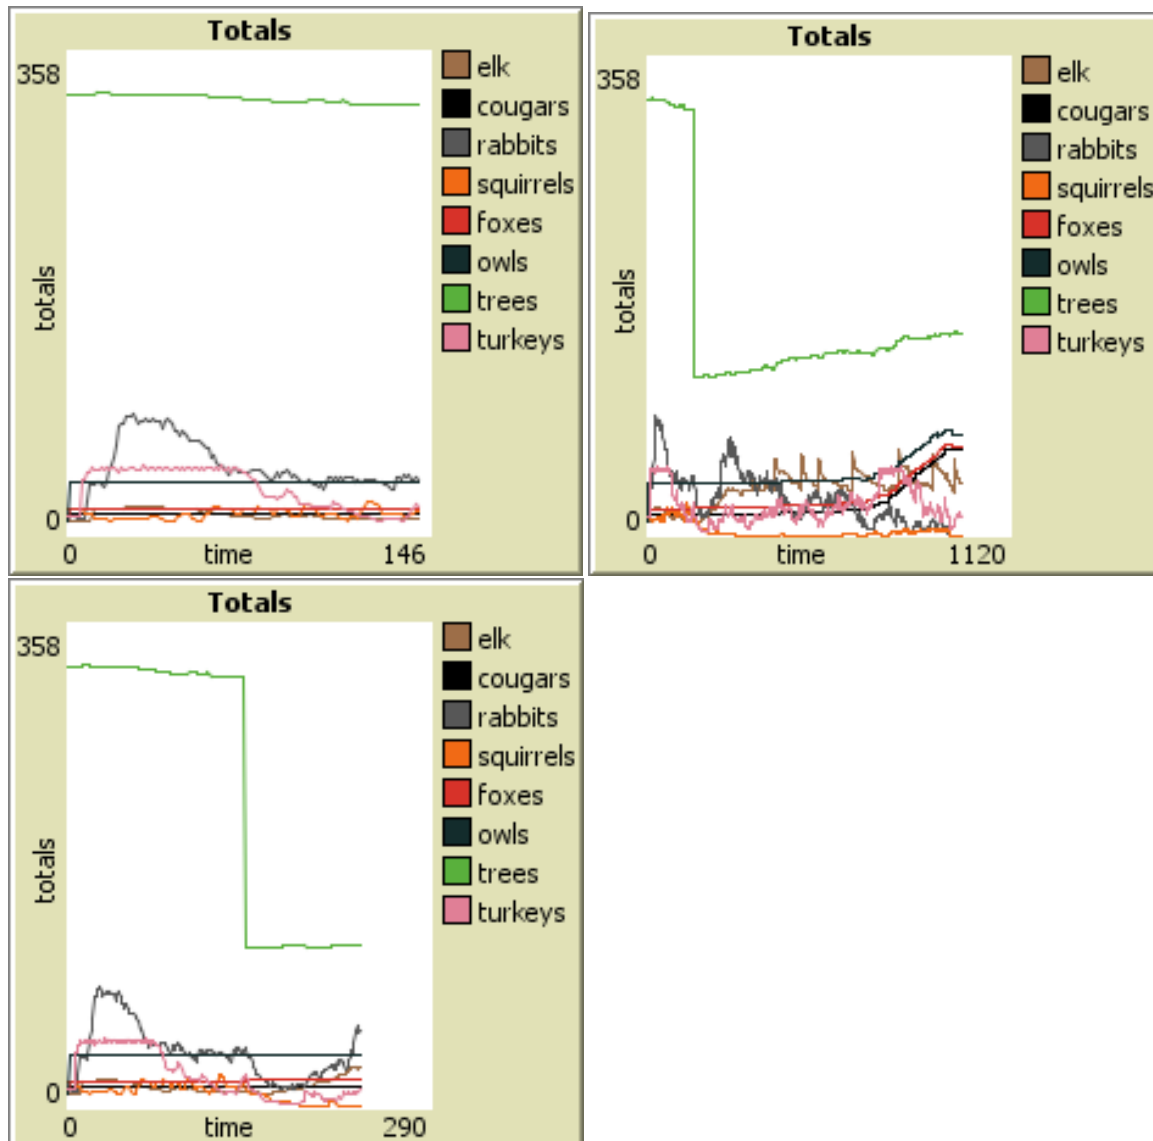 Totals
358
totals
0
0 time 146
elk
cougars
rabbits
squirrels
foxes
owls
trees
turkeys
Totals
358
totals
0
0 time 1120
elk
cougars
rabbits
squirrels
foxes
owls
trees
turkeys
Totals
358
totals
0
0 time 290
elk
cougars
rabbits
squirrels
foxes
owls
trees
turkeys